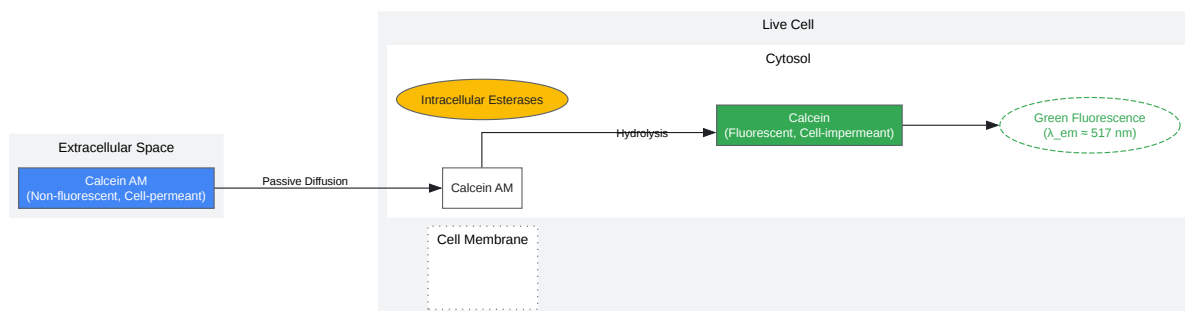 Live Cell
Cytosol
Intracellular Esterases
Calcein
(Fluorescent, Cell-impermeant)
Green Fluorescence
(λ_em ≈ 517 nm)
Hydrolysis
Extracellular Space
Calcein AM
(Non-fluorescent, Cell-permeant)
Passive Diffusion
Calcein AM
Cell Membrane